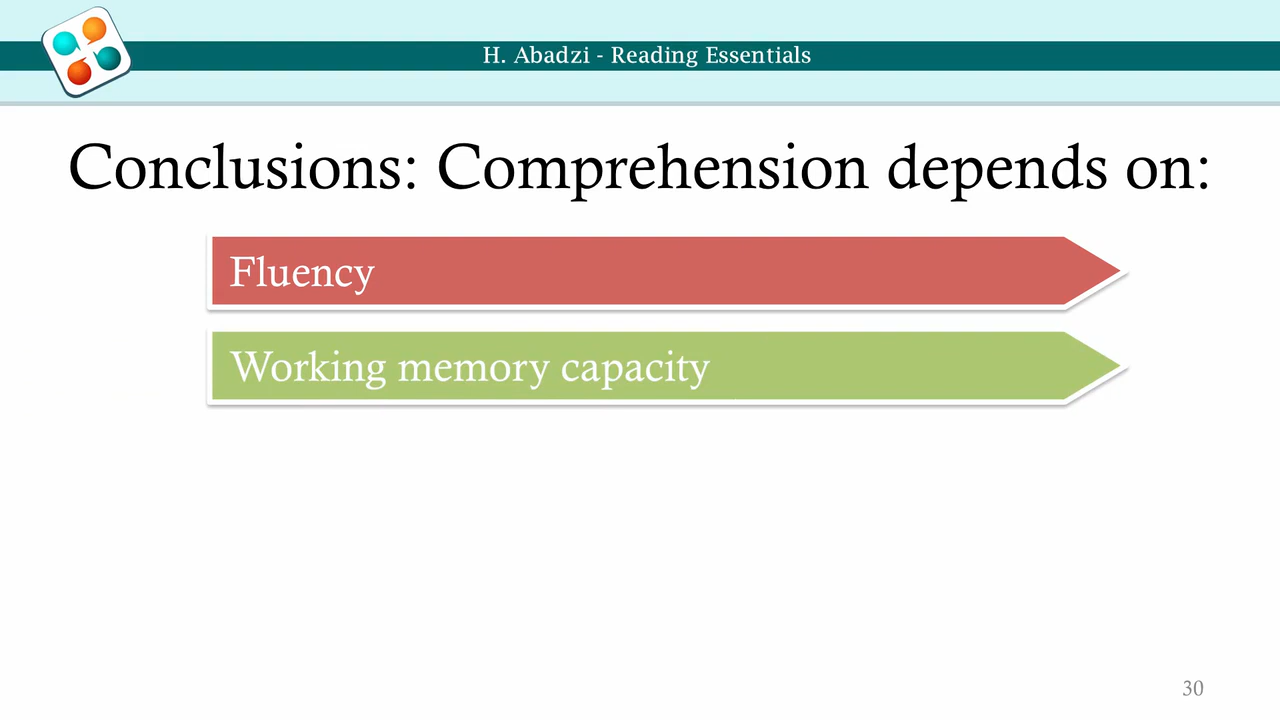 H. Abadzi - Reading Essentials
Conclusions: Comprehension depends on:
Fluency
Working memory capacity
30